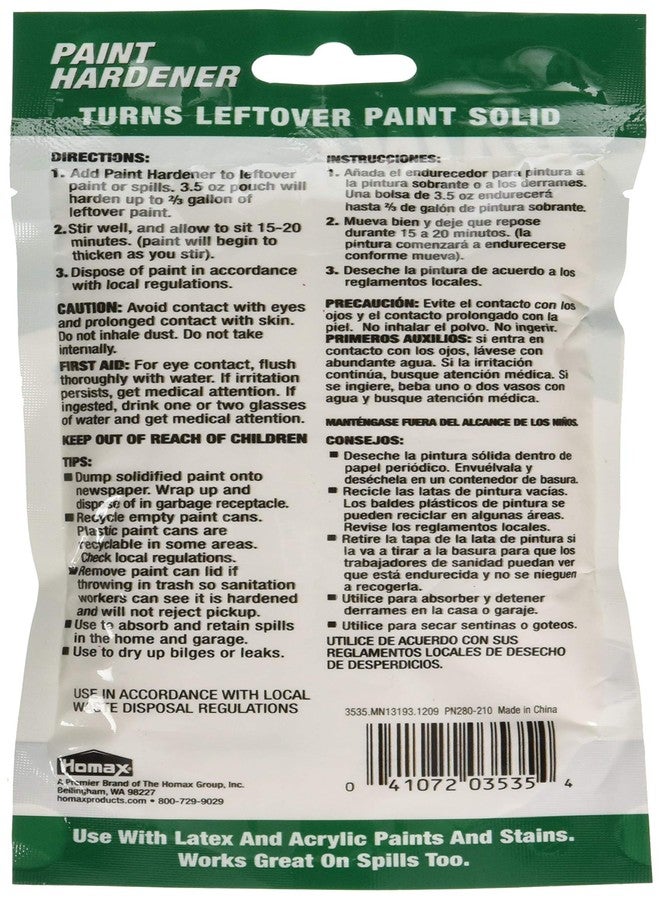 PAINT
HARDENER
TURNS LEFTOVER PAINT SOLID
DIRECTIONS:
1. Add Paint Hardener to leftover
paint or spills. 3.5 oz pouch will
harden up to ⅔ gallon of
leftover paint.
2. Stir well, and allow to sit 15-20
minutes. (paint will begin to
thicken as you stir).
3. Dispose of paint in accordance
with local regulations.
CAUTION: Avoid contact with eyes
and prolonged contact with skin.
Do not inhale dust. Do not take
internally.
FIRST AID: For eye contact, flush
thoroughly with water. If irritation
persists, get medical attention. If
ingested, drink one or two glasses
of water and get medical attention.
KEEP OUT OF REACH OF CHILDREN
TIPS:
■ Dump solidified paint onto
newspaper. Wrap up and
dispose of in garbage receptacle.
■ Recycle empty paint cans.
Plastic paint cans are
recyclable in some areas.
Check local regulations.
■ Remove paint can lid if
throwing in trash so sanitation
workers can see it is hardened
and will not reject pickup.
■ Use to absorb and retain spills
in the home and garage.
■ Use to dry up bilges or leaks.
USE IN ACCORDANCE WITH LOCAL
WASTE DISPOSAL REGULATIONS
INSTRUCCIONES:
1. Añada el endurecedor para pintura a
la pintura sobrante o a los derrames.
Una bolsa de 3.5 oz endurecerá
hasta ⅔ de galón de pintura sobrante.
2. Mueva bien y deje que repose
durante 15 a 20 minutos. (la
pintura comenzará a endurecerse
conforme mueva).
3. Deseche la pintura de acuerdo a los
reglamentos locales.
PRECAUCIÓN: Evite el contacto con los
ojos y el contacto prolongado con la
piel. No inhalar el polvo. No ingerir.
PRIMEROS AUXILIOS: si entra en
contacto con los ojos, lávese con
abundante agua. Si la irritación
continúa, busque atención médica. Si
se ingiere, beba uno o dos vasos con
agua y busque atención médica.
MANTÉNGASE FUERA DEL ALCANCE DE LOS NIÑOS
CONSEJOS:
■ Deseche la pintura sólida dentro de
papel periódico. Envuélvala y
deséchela en un contenedor de basura.
■ Recicle las latas de pintura vacías.
Los baldes plásticos de pintura se
pueden reciclar en algunas áreas.
Revise los reglamentos locales.
■ Retire la tapa de la lata de pintura si
la va a tirar a la basura para que los
trabajadores de sanidad puedan ver
que está endurecida y no se nieguen
a recogerla.
■ Utilice para absorber y detener
derrames en la casa o garaje.
■ Utilice para secar sentinas o goteos.
UTILICE DE ACUERDO CON SUS
REGLAMENTOS LOCALES DE DESECHO
DE DESPERDICIOS.
3535.MN13193.1209 PN280-210 Made in China
0 41072 03535 4
Homax
A Premier Brand of The Homax Group, Inc.
Bellingham, WA 98227
homaxproducts.com • 800-729-9029
Use With Latex And Acrylic Paints And Stains.
Works Great On Spills Too.